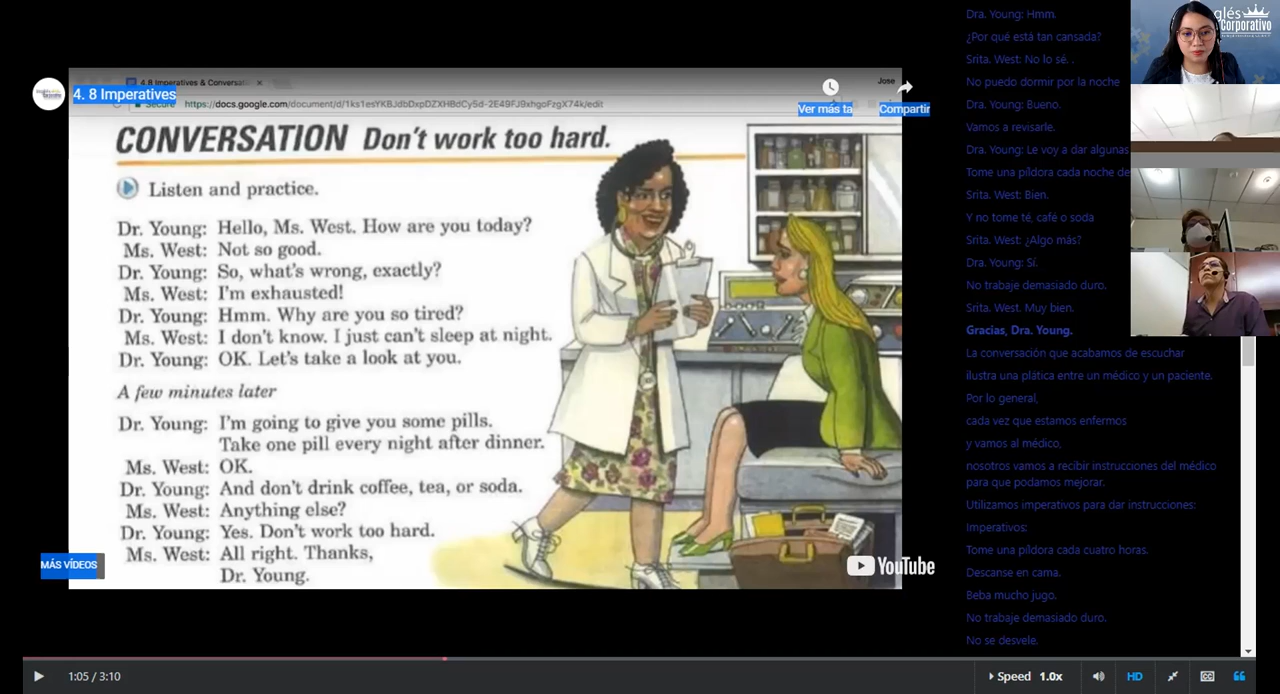 4.8 Imperatives & Conversati
Jose
4. 8 Imperatives
https://docs.google.com/document/d/1ks1esYKBJdbDxpDZXHBdCy5d-2E49FJ9xhgoFzgX74k/edit
Ver más ta
Compartir
CONVERSATION Don't work too hard.
Listen and practice.
Dr. Young: Hello, Ms. West. How are you today?
Ms. West: Not so good.
Dr. Young: So, what's wrong, exactly?
Ms. West: I'm exhausted!
Dr. Young: Hmm. Why are you so tired?
Ms. West: I don't know. I just can't sleep at night.
Dr. Young: OK. Let's take a look at you.
A few minutes later
Dr. Young: I'm going to give you some pills.
Take one pill every night after dinner.
Ms. West: OK.
Dr. Young: And don't drink coffee, tea, or soda.
Ms. West: Anything else?
Dr. Young: Yes. Don't work too hard.
Ms. West: All right. Thanks,
Dr. Young.
MÁS VÍDEOS
YouTube
1:05 / 3:10
Speed 1.0x
HD
CC
Dra. Young: Hmm.
¿Por qué está tan cansada?
Srita. West: No lo sé. .
No puedo dormir por la noche
Dra. Young: Bueno.
Vamos a revisarle.
Dra. Young: Le voy a dar algunas
Tome una píldora cada noche de
Srita. West: Bien.
Y no tome té, café o soda
Srita. West: ¿Algo más?
Dra. Young: Sí.
No trabaje demasiado duro.
Srita. West. Muy bien.
Gracias, Dra. Young.
La conversación que acabamos de escuchar
ilustra una plática entre un médico y un paciente.
Por lo general,
cada vez que estamos enfermos
y vamos al médico,
nosotros vamos a recibir instrucciones del médico
para que podamos mejorar.
Utilizamos imperativos para dar instrucciones:
Imperativos:
Tome una píldora cada cuatro horas.
Descanse en cama.
Beba mucho jugo.
No trabaje demasiado duro.
No se desvele.
glés
Corporativo